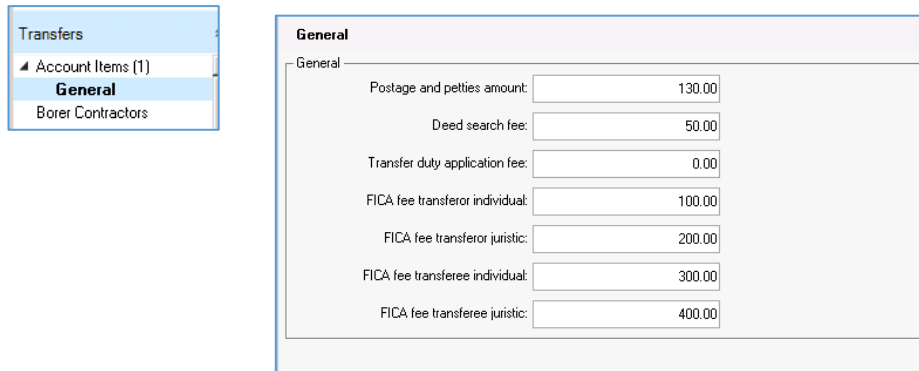 Transfers
Account Items (1)
General
Borer Contractors
General
General
Postage and petties amount: 130.00
Deed search fee: 50.00
Transfer duty application fee: 0.00
FICA fee transferor individual: 100.00
FICA fee transferor juristic: 200.00
FICA fee transferee individual: 300.00
FICA fee transferee juristic: 400.00